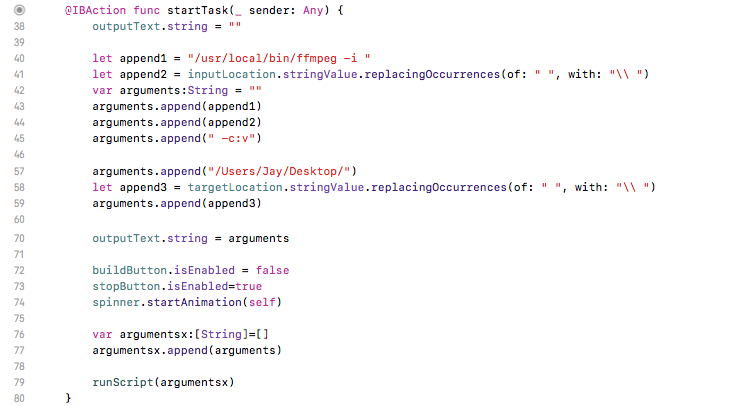 @IBAction func startTask(_ sender: Any) {
38 outputText.string = ""
39
40 let append1 = "/usr/local/bin/ffmpeg -i "
41 let append2 = inputLocation.stringValue.replacingOccurrences(of: " ", with: "\\ ")
42 var arguments:String = ""
43 arguments.append(append1)
44 arguments.append(append2)
45 arguments.append(" -c:v")
46
57 arguments.append("/Users/Jay/Desktop/")
58 let append3 = targetLocation.stringValue.replacingOccurrences(of: " ", with: "\\ ")
59 arguments.append(append3)
60
70 outputText.string = arguments
71
72 buildButton.isEnabled = false
73 stopButton.isEnabled=true
74 spinner.startAnimation(self)
75
76 var argumentsx:[String]=[]
77 argumentsx.append(arguments)
78
79 runScript(argumentsx)
80 }